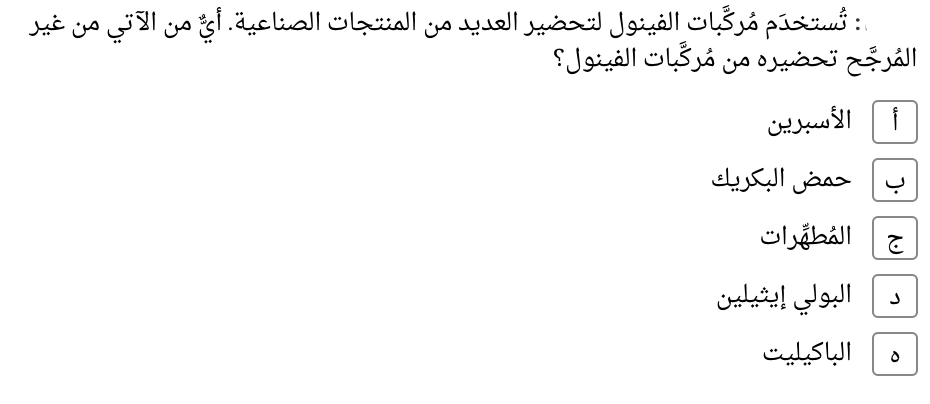 : تُستخدَم مُركَّبات الفينول لتحضير العديد من المنتجات الصناعية. أيٌّ من الآتي من غير
المُرجَّح تحضيره من مُركَّبات الفينول؟
أ الأسبرين
ب حمض البكريك
ج المُطهِّرات
د البولي إيثيلين
ه الباكيليت